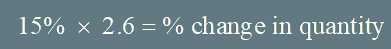 15% × 2.6 = % change in quantity